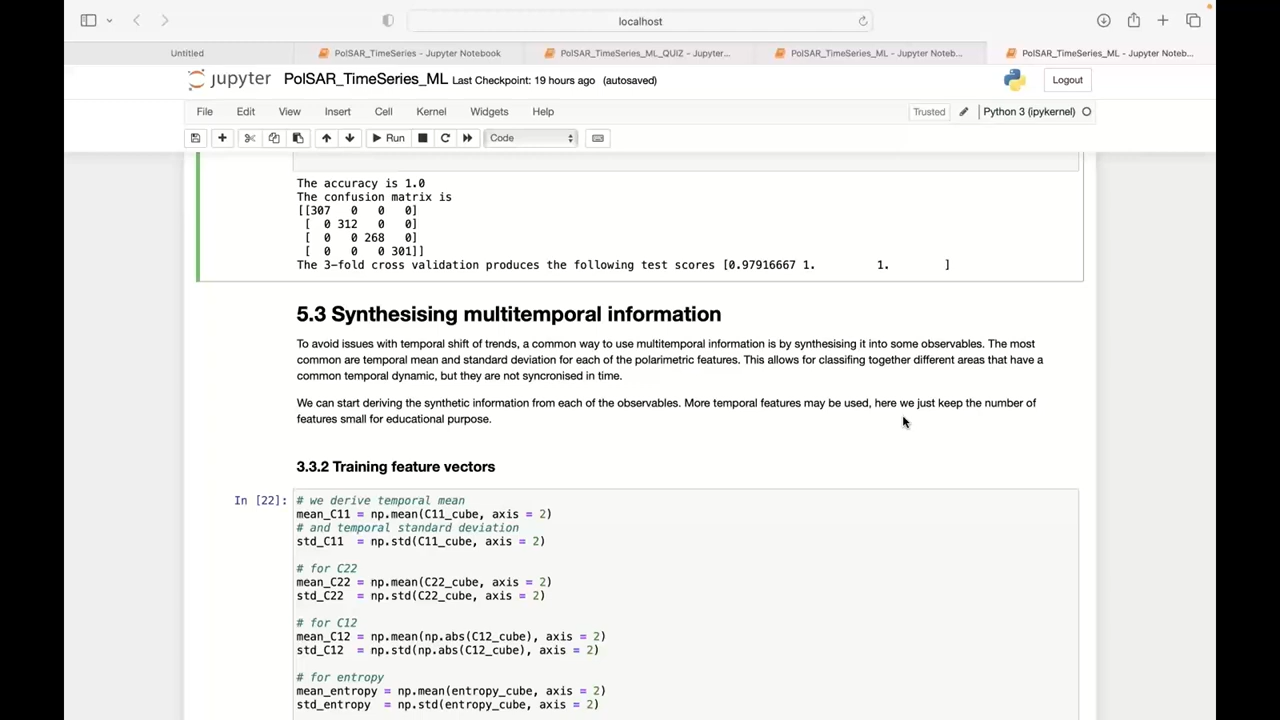 localhost
Untitled
PolSAR_TimeSeries - Jupyter Notebook
PolSAR_TimeSeries_ML_QUIZ - Jupyter...
PolSAR_TimeSeries_ML - Jupyter Noteb...
PolSAR_TimeSeries_ML - Jupyter Noteb...
jupyter PolSAR_TimeSeries_ML Last Checkpoint: 19 hours ago (autosaved)
Logout
File Edit View Insert Cell Kernel Widgets Help
Trusted
Python 3 (ipykernel)
Run
Code
The accuracy is 1.0
The confusion matrix is
[[307 0 0 0]
[ 0 312 0 0]
[ 0 0 268 0]
[ 0 0 0 301]]
The 3-fold cross validation produces the following test scores [0.97916667 1. 1. ]
5.3 Synthesising multitemporal information
To avoid issues with temporal shift of trends, a common way to use multitemporal information is by synthesising it into some observables. The most
common are temporal mean and standard deviation for each of the polarimetric features. This allows for classifing together different areas that have a
common temporal dynamic, but they are not syncronised in time.
We can start deriving the synthetic information from each of the observables. More temporal features may be used, here we just keep the number of
features small for educational purpose.
3.3.2 Training feature vectors
In [22]:
# we derive temporal mean
mean_C11 = np.mean(C11_cube, axis = 2)
# and temporal standard deviation
std_C11 = np.std(C11_cube, axis = 2)
# for C22
mean_C22 = np.mean(C22_cube, axis = 2)
std_C22 = np.std(C22_cube, axis = 2)
# for C12
mean_C12 = np.mean(np.abs(C12_cube), axis = 2)
std_C12 = np.std(np.abs(C12_cube), axis = 2)
# for entropy
mean_entropy = np.mean(entropy_cube, axis = 2)
std_entropy = np.std(entropy_cube, axis = 2)